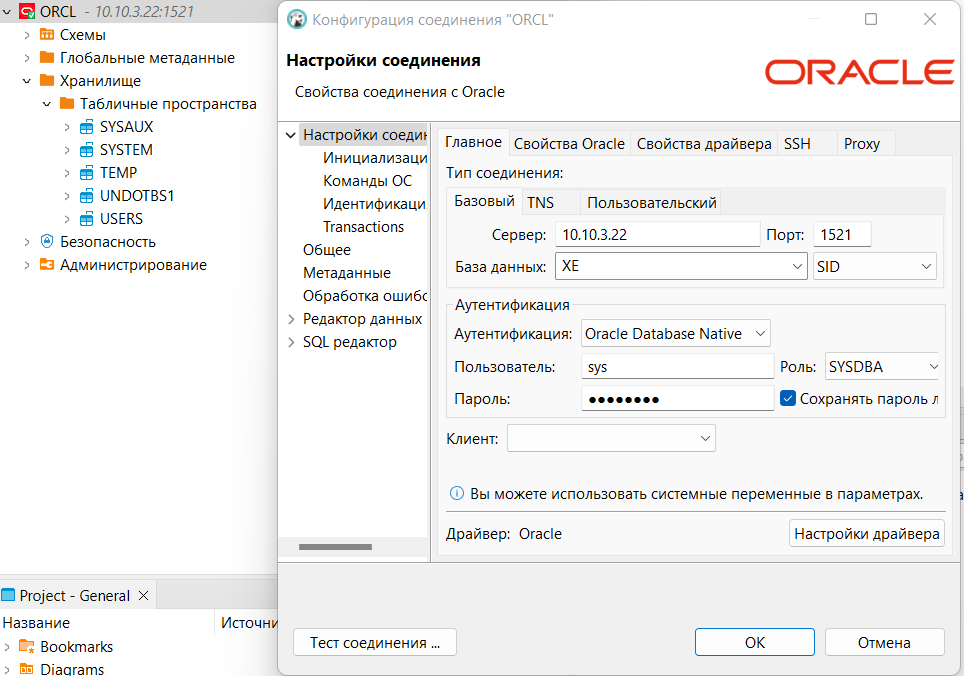 ORCL - 10.10.3.22:1521
Схемы
Глобальные метаданные
Хранилище
Табличные пространства
SYSAUX
SYSTEM
TEMP
UNDOTBS1
USERS
Безопасность
Администрирование
Project - General
Название Источни
Bookmarks
Diagrams
Конфигурация соединения "ORCL"
Настройки соединения
Свойства соединения с Oracle
ORACLE
Настройки соедин
Инициализаци
Команды ОС
Идентификаци
Transactions
Общее
Метаданные
Обработка ошибо
Редактор данных
SQL редактор
Главное Свойства Oracle Свойства драйвера SSH Proxy
Тип соединения:
Базовый TNS Пользовательский
Сервер: 10.10.3.22 Порт: 1521
База данных: XE SID
Аутентификация
Аутентификация: Oracle Database Native
Пользователь: sys Роль: SYSDBA
Пароль: ●●●●●●●● Сохранять пароль л
Клиент:
Вы можете использовать системные переменные в параметрах.
Драйвер: Oracle Настройки драйвера
Тест соединения ... OK Отмена